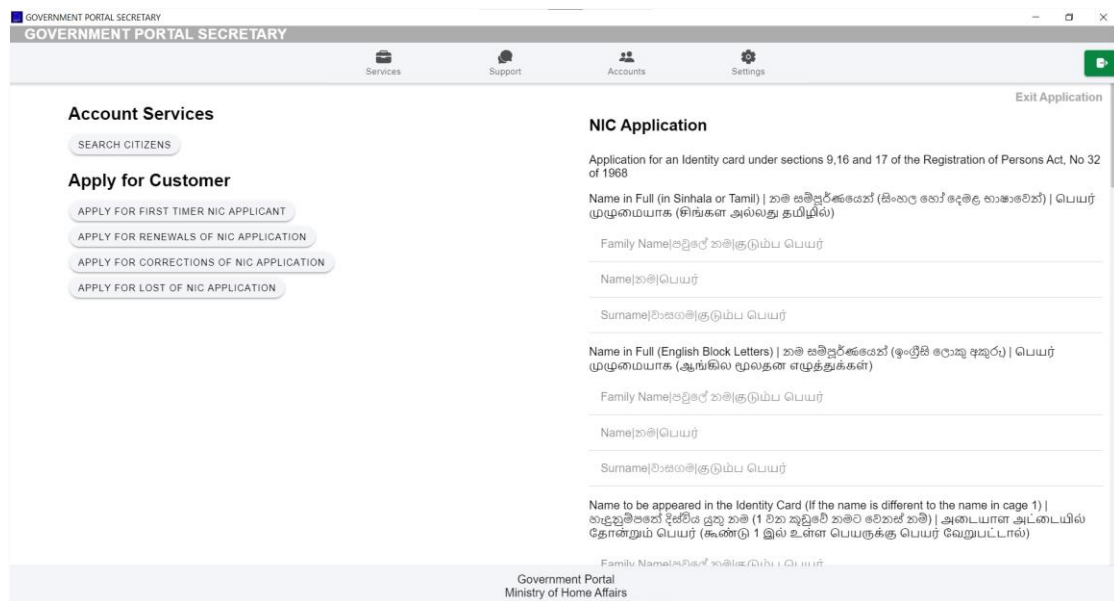 GOVERNMENT PORTAL SECRETARY
GOVERNMENT PORTAL SECRETARY
Services
Support
Accounts
Settings
Account Services
SEARCH CITIZENS
Apply for Customer
APPLY FOR FIRST TIMER NIC APPLICANT
APPLY FOR RENEWALS OF NIC APPLICATION
APPLY FOR CORRECTIONS OF NIC APPLICATION
APPLY FOR LOST OF NIC APPLICATION
Exit Application
NIC Application
Application for an Identity card under sections 9,16 and 17 of the Registration of Persons Act, No 32
of 1968
Name in Full (in Sinhala or Tamil) | නම සම්පූර්ණයෙන් (සිංහල හෝ දෙමළ භාෂාවෙන්) | பெயர்
முழுமையாக (சிங்கள அல்லது தமிழில்)
Family Name|පවුලේ නම|குடும்ப பெயர்
Name|නම|பெயர்
Surname|වාසගම|குடும்ப பெயர்
Name in Full (English Block Letters) | නම සම්පූර්ණයෙන් (ඉංග්‍රීසි ලොකු අකුරු) | பெயர்
முழுமையாக (ஆங்கில மூலதன எழுத்துக்கள்)
Family Name|පවුලේ නම|குடும்ப பெயர்
Name|නම|பெயர்
Surname|වාසගම|குடும்ப பெயர்
Name to be appeared in the Identity Card (If the name is different to the name in cage 1) |
හැඳුනුම්පතේ දිස්විය යුතු නම (1 වන කූඩුවේ නමට වෙනස් නම්) | அடையாள அட்டையில்
தோன்றும் பெயர் (கூண்டு 1 இல் உள்ள பெயருக்கு பெயர் வேறுபட்டால்)
Family Name|පවුලේ නම|குடும்ப பெயர்
Government Portal
Ministry of Home Affairs